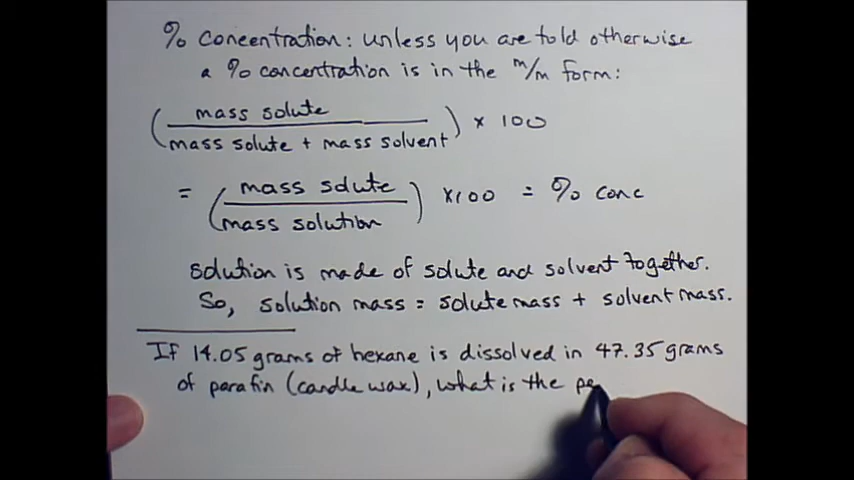 % concentration: unless you are told otherwise
a % concentration is in the m/m form:
(mass solute / mass solute + mass solvent) × 100
= (mass solute / mass solution) ×100 = % conc
solution is made of solute and solvent together.
So, solution mass = solute mass + solvent mass.
If 14.05 grams of hexane is dissolved in 47.35 grams
of parafin (candle wax), what is the pe